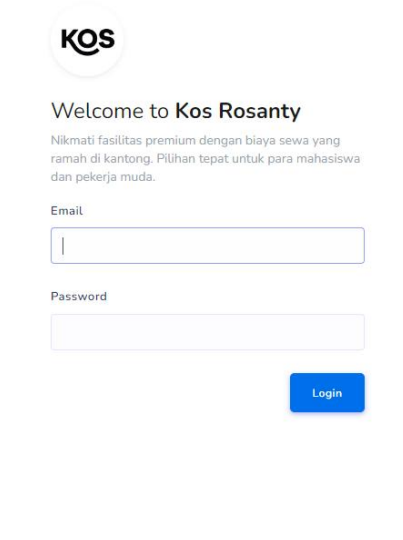 KOS
Welcome to Kos Rosanty
Nikmati fasilitas premium dengan biaya sewa yang
ramah di kantong. Pilihan tepat untuk para mahasiswa
dan pekerja muda.
Email
Password
Login